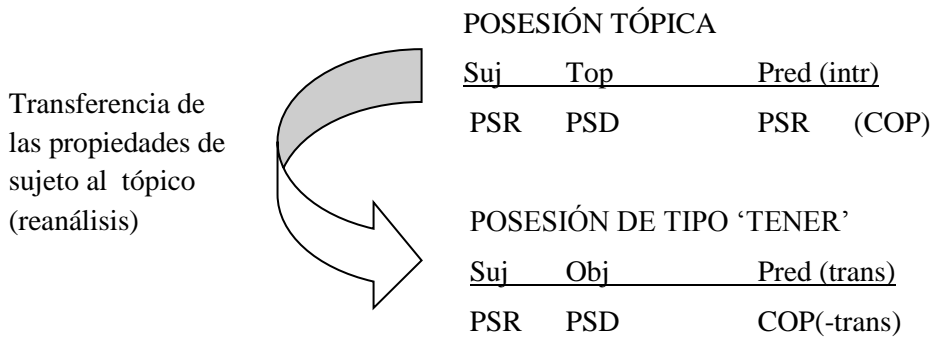 POSESIÓN TÓPICA
Suj Top Pred (intr)
PSR PSD PSR (COP)
Transferencia de
las propiedades de
sujeto al tópico
(reanálisis)
POSESIÓN DE TIPO ‘TENER’
Suj Obj Pred (trans)
PSR PSD COP(-trans)